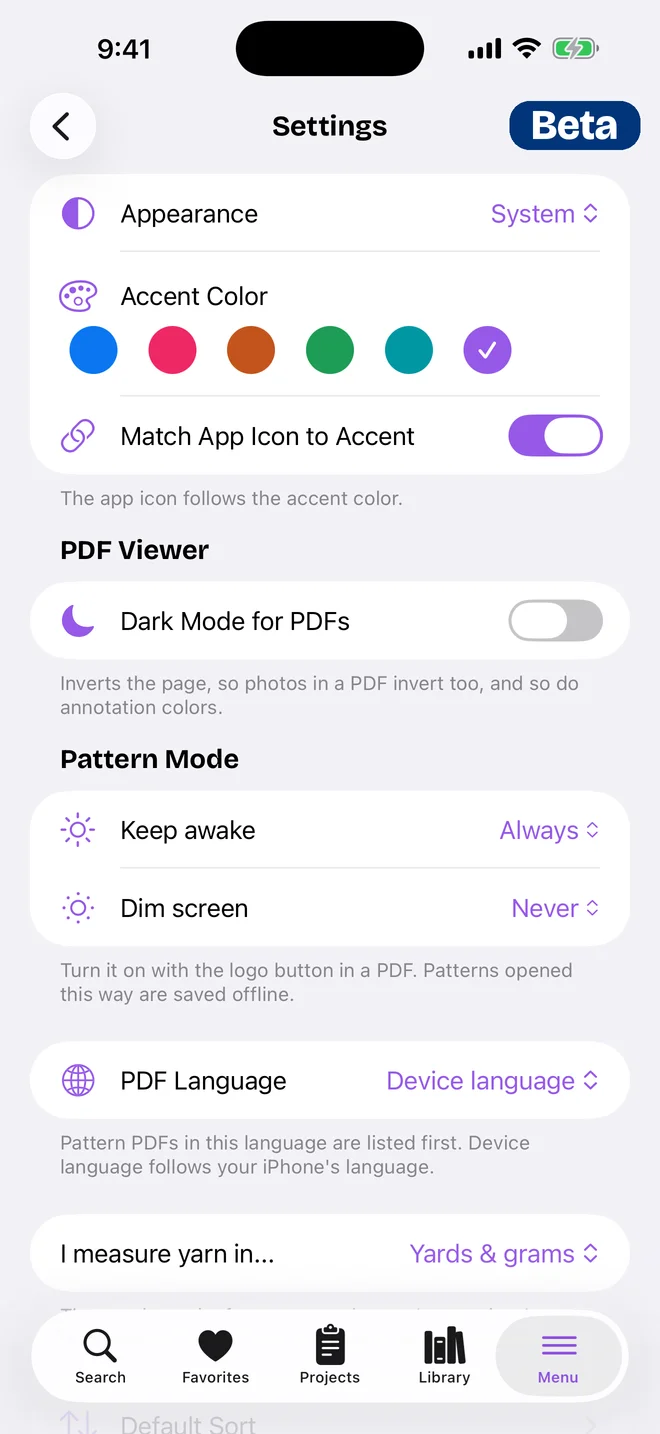 9:41
Settings
Beta
Appearance
System
Accent Color
Match App Icon to Accent
The app icon follows the accent color.
PDF Viewer
Dark Mode for PDFs
Inverts the page, so photos in a PDF invert too, and so do
annotation colors.
Pattern Mode
Keep awake
Always
Dim screen
Never
Turn it on with the logo button in a PDF. Patterns opened
this way are saved offline.
PDF Language
Device language
Pattern PDFs in this language are listed first. Device
language follows your iPhone's language.
I measure yarn in...
Yards & grams
Search
Favorites
Projects
Library
Menu
Default Sort